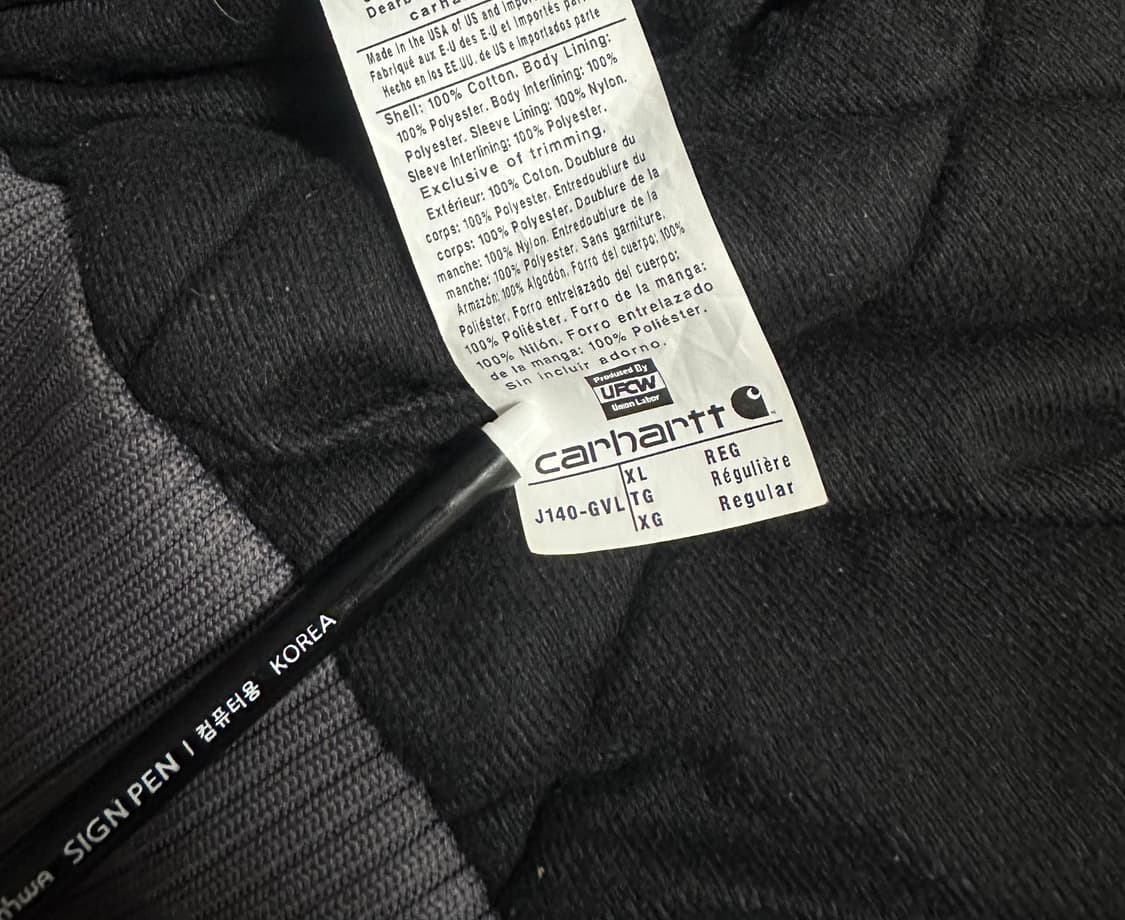 carha
Made in the USA of US and
Fabriqué aux E-U des E-U et Importés
Hecho en los EE.UU. de US e Importados parte
Shell: 100% Cotton. Body Lining:
100% Polyester. Body Interlining: 100%
Polyester. Sleeve Lining: 100% Nylon.
Sleeve Interlining: 100% Polyester.
Exclusive of trimming.
Extérieur: 100% Coton. Doublure du
corps: 100% Polyester. Entredoublure du
corps: 100% Polyester. Doublure de la
manche: 100% Nylon. Entredoublure de la
manche: 100% Polyester. Sans garniture.
Armazón: 100% Algodón. Forro del cuerpo: 100%
Poliéster. Forro entrelazado del cuerpo:
100% Poliéster. Forro de la manga:
100% Nilón. Forro entrelazado
de la manga: 100% Poliéster.
Sin incluir adorno.
Produced By
UFCW
Union Labor
carhartt
J140-GVL
XL REG
TG Régulière
XG Regular
SIGN PEN | 컴퓨터용 KOREA